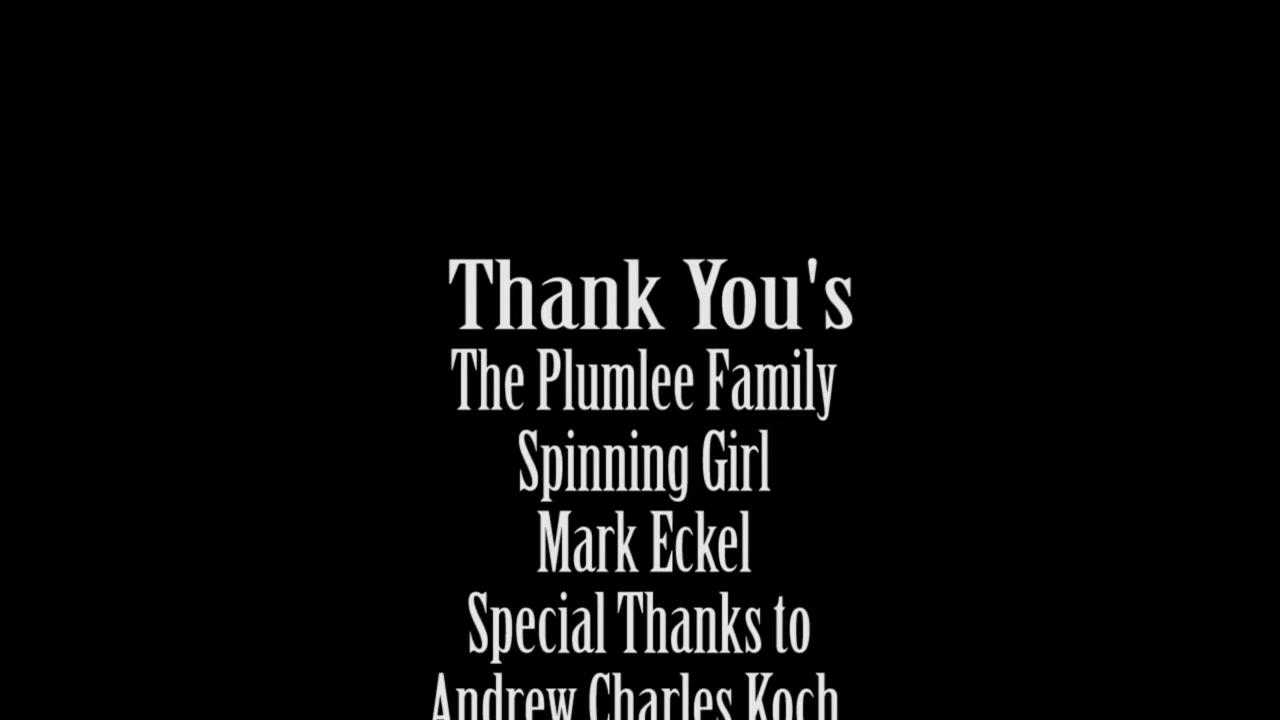 Thank You's
The Plumlee Family
Spinning Girl
Mark Eckel
Special Thanks to
Andrew Charles Koch